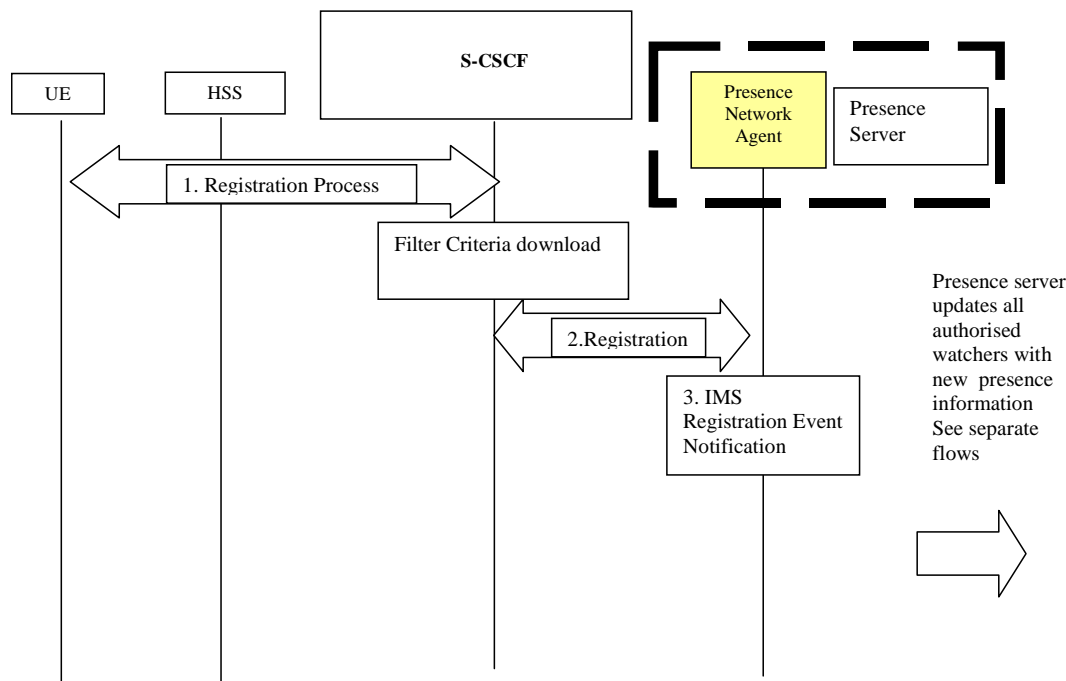 S-CSCF
UE
HSS
Presence
Network
Agent
Presence
Server
1. Registration Process
Filter Criteria download
2.Registration
3. IMS
Registration Event
Notification
Presence server
updates all
authorised
watchers with
new presence
information
See separate
flows